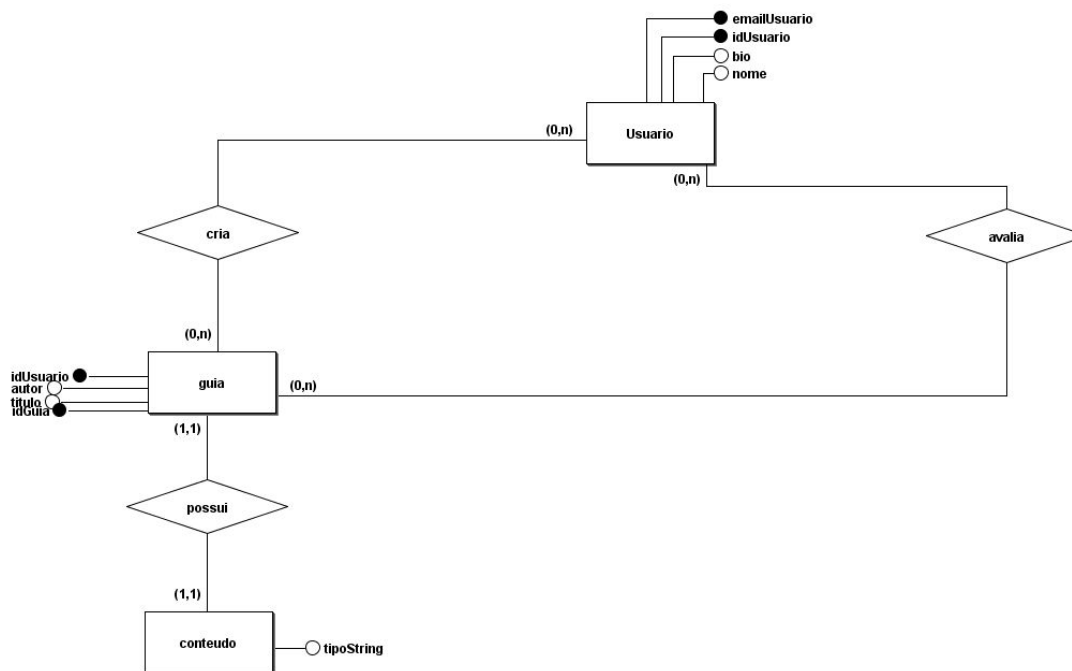 emailUsuario
idUsuario
bio
nome
(0,n)
Usuario
(0,n)
cria
avalia
(0,n)
idUsuario
autor
titulo
idGuia
guia
(0,n)
(1,1)
possui
(1,1)
conteudo
tipoString